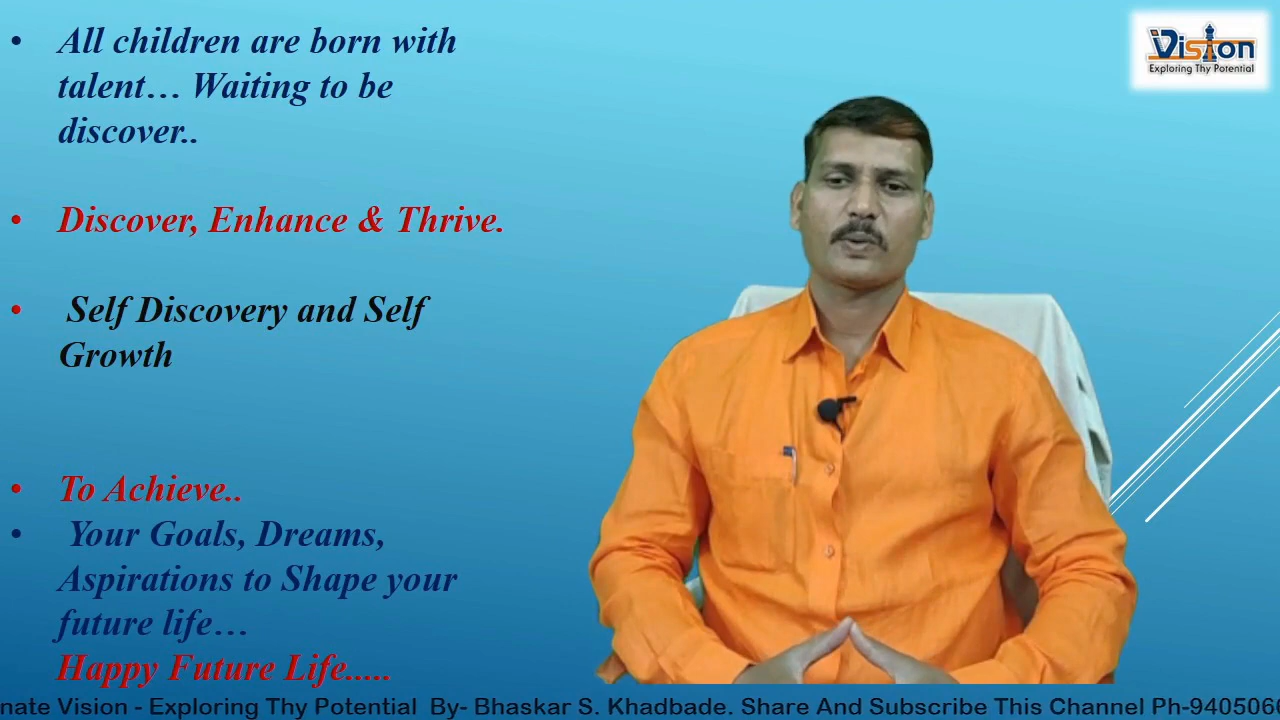 • All children are born with
talent… Waiting to be
discover..
• Discover, Enhance & Thrive.
• Self Discovery and Self
Growth
• To Achieve..
• Your Goals, Dreams,
Aspirations to Shape your
future life…
Happy Future Life.....
Vision
Exploring Thy Potential
nate Vision - Exploring Thy Potential By- Bhaskar S. Khadbade. Share And Subscribe This Channel Ph-940506